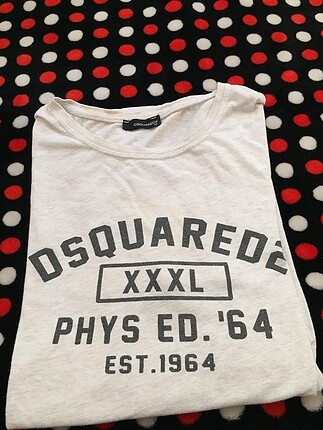 DSQUARED2
XXXL
PHYS ED. '64
EST.1964